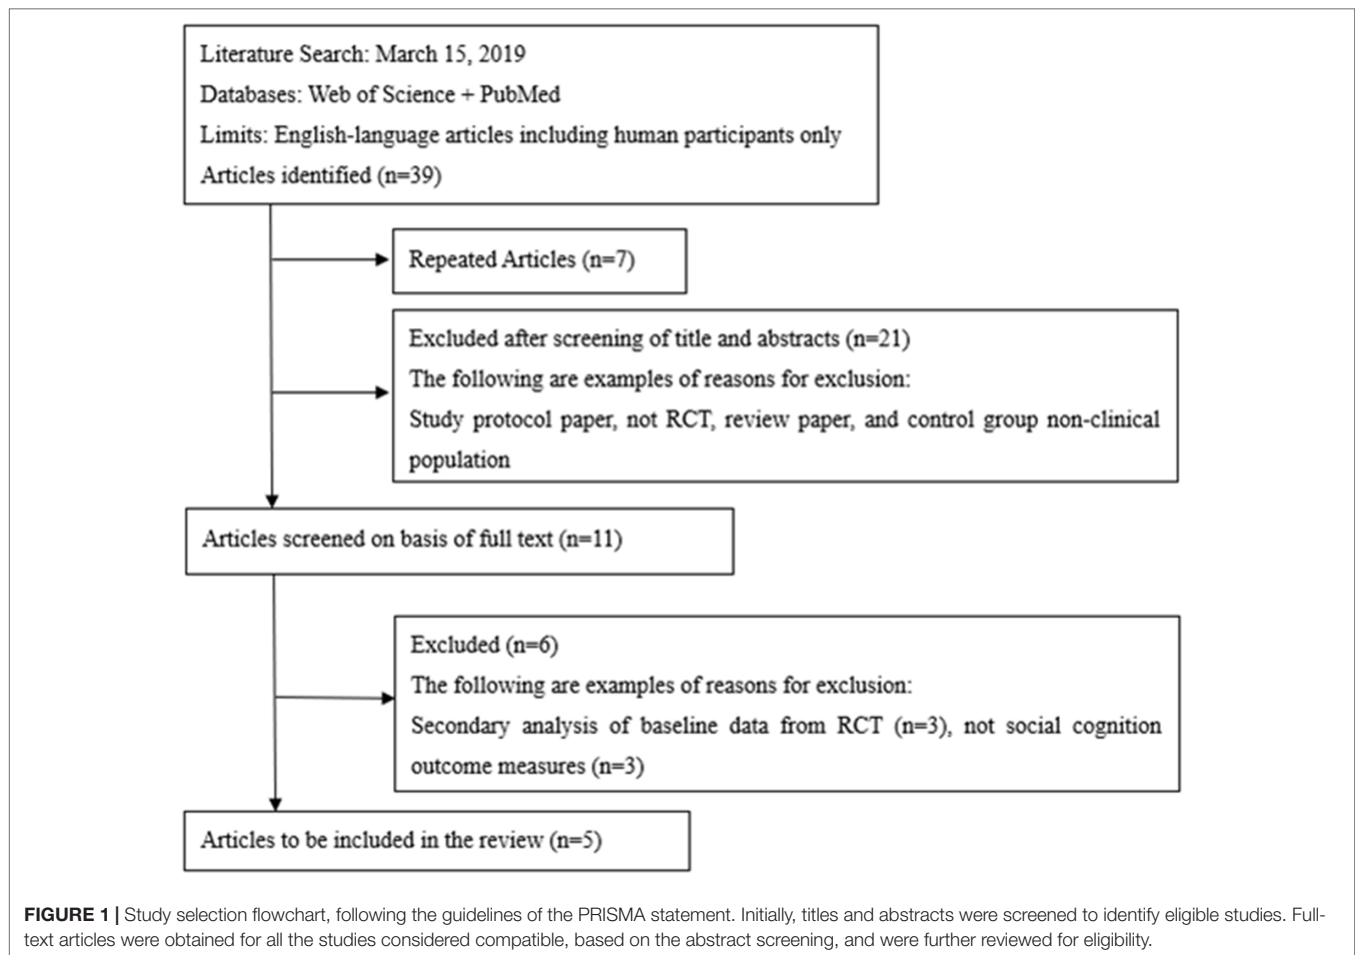 Literature Search: March 15, 2019
Databases: Web of Science + PubMed
Limits: English-language articles including human participants only
Articles identified (n=39)
Repeated Articles (n=7)
Excluded after screening of title and abstracts (n=21)
The following are examples of reasons for exclusion:
Study protocol paper, not RCT, review paper, and control group non-clinical
population
Articles screened on basis of full text (n=11)
Excluded (n=6)
The following are examples of reasons for exclusion:
Secondary analysis of baseline data from RCT (n=3), not social cognition
outcome measures (n=3)
Articles to be included in the review (n=5)
FIGURE 1 | Study selection flowchart, following the guidelines of the PRISMA statement. Initially, titles and abstracts were screened to identify eligible studies. Full-
text articles were obtained for all the studies considered compatible, based on the abstract screening, and were further reviewed for eligibility.